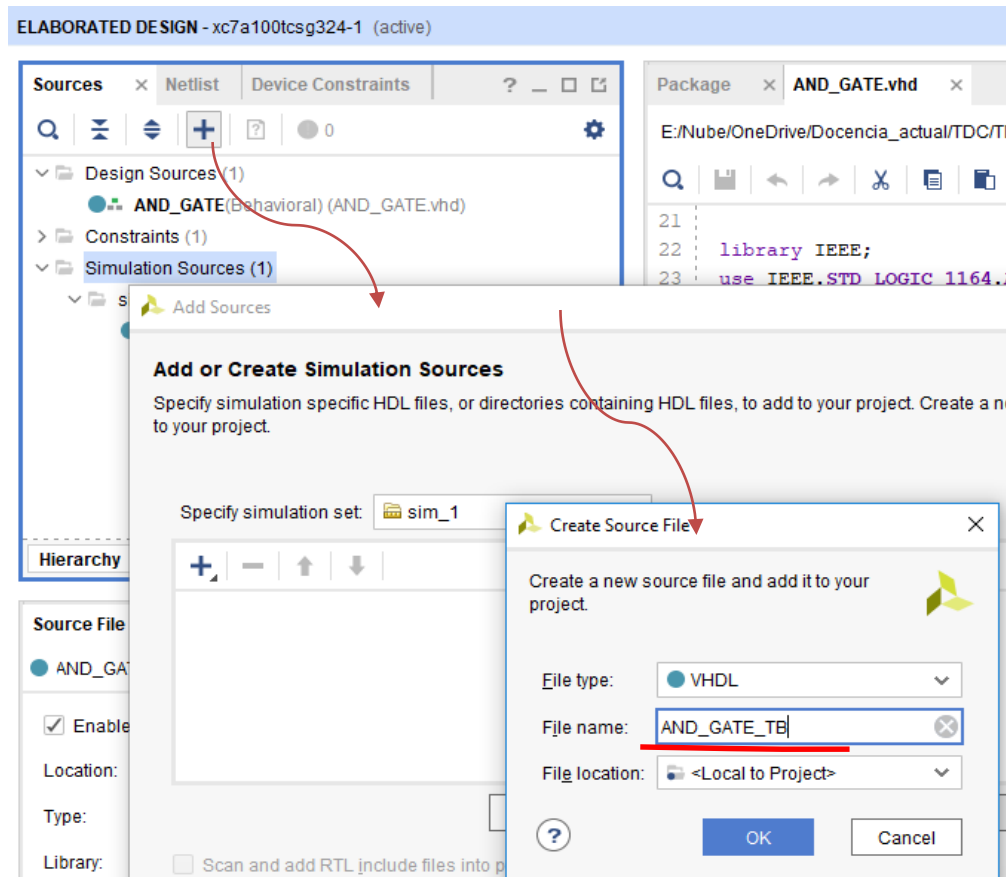 ELABORATED DESIGN - xc7a100tcsg324-1 (active)
Sources Netlist Device Constraints ?
0
Design Sources (1)
AND_GATE(Behavioral) (AND_GATE.vhd)
Constraints (1)
Simulation Sources (1)
s
Package AND_GATE.vhd
E:/Nube/OneDrive/Docencia_actual/TDC/T
21
22 library IEEE;
23 use IEEE.STD_LOGIC_1164.
Add Sources
Add or Create Simulation Sources
Specify simulation specific HDL files, or directories containing HDL files, to add to your project. Create a n
to your project.
Specify simulation set: sim_1
Hierarchy
Source File
AND_GA
Enable
Location:
Type:
Library:
Scan and add RTL include files into p
Create Source File
Create a new source file and add it to your
project.
File type: VHDL
File name: AND_GATE_TB
File location: <Local to Project>
?
OK Cancel